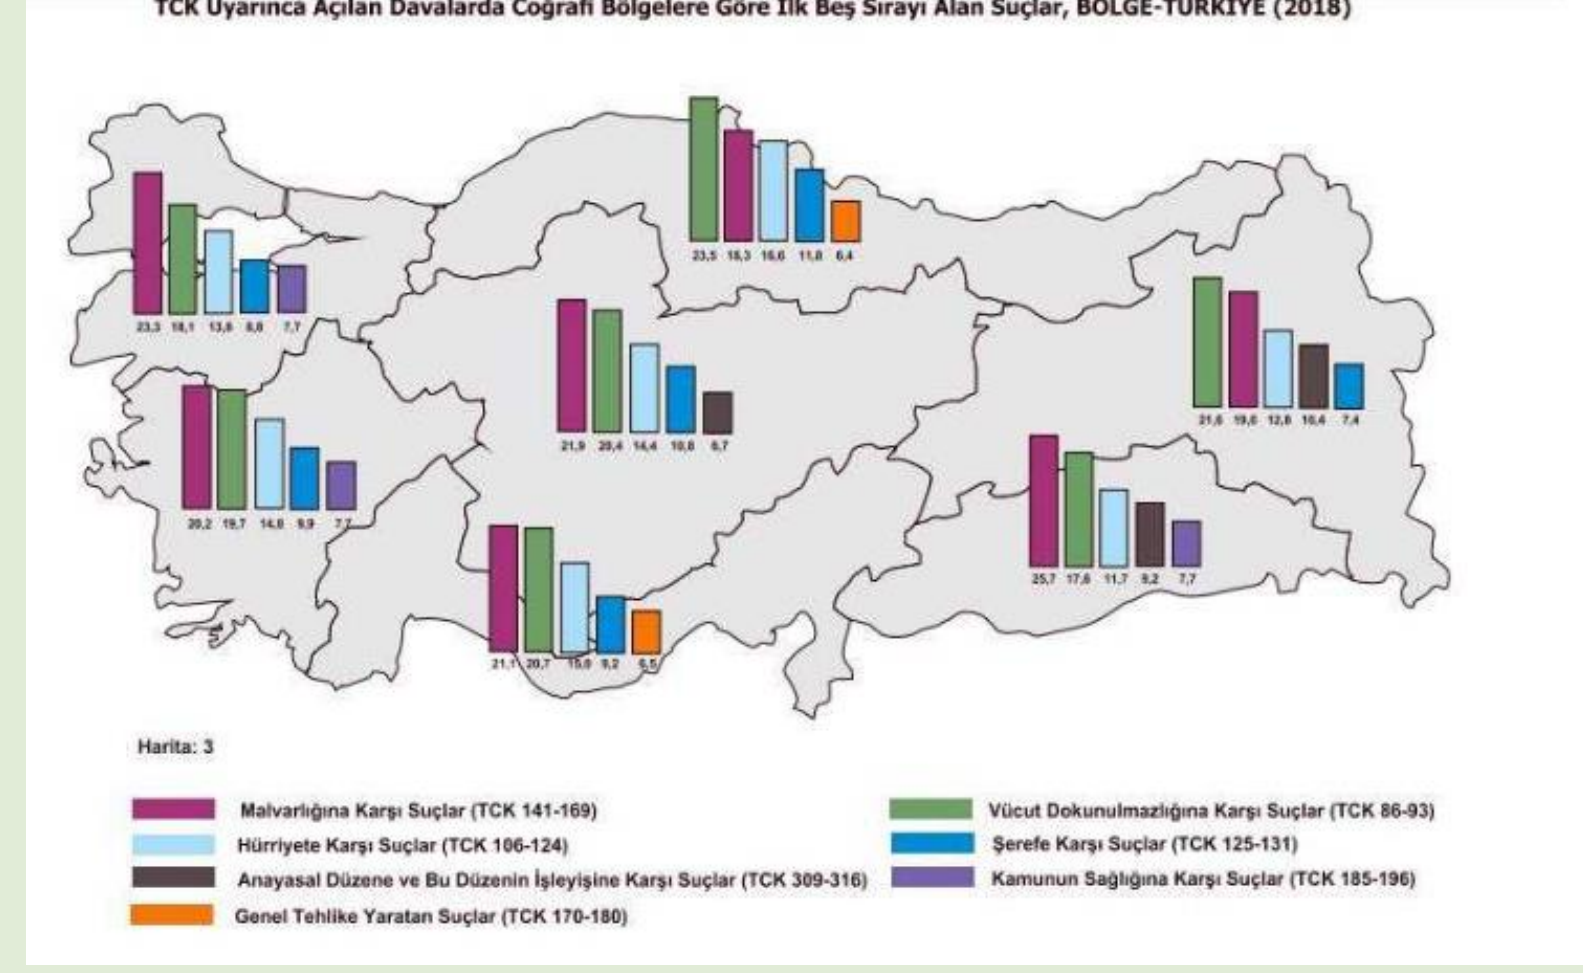 TCK Uyarınca Açılan Davalarda Coğrafi Bölgelere Göre İlk Beş Sırayı Alan Suçlar, BÖLGE-TÜRKİYE (2018)
23,5 18,3 16,6 11,8 6,4
23,3 18,1 13,6 8,8 7,7
21,6 19,6 12,8 10,4 7,4
21,9 20,4 14,4 10,8 6,7
20,2 19,7 14,8 9,9 7,7
25,7 17,6 11,7 9,2 7,7
21,1 20,7 15,0 9,2 6,5
Harita: 3
Malvarlığına Karşı Suçlar (TCK 141-169)
Vücut Dokunulmazlığına Karşı Suçlar (TCK 86-93)
Hürriyete Karşı Suçlar (TCK 106-124)
Şerefe Karşı Suçlar (TCK 125-131)
Anayasal Düzene ve Bu Düzenin İşleyişine Karşı Suçlar (TCK 309-316)
Kamunun Sağlığına Karşı Suçlar (TCK 185-196)
Genel Tehlike Yaratan Suçlar (TCK 170-180)